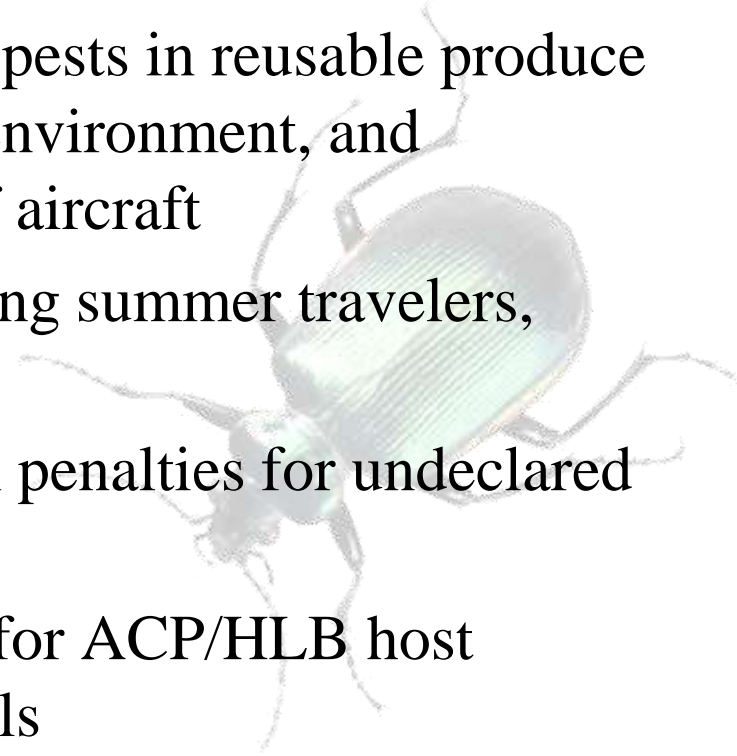 pests in reusable produce
nvironment, and
aircraft
ng summer travelers,
penalties for undeclared
for ACP/HLB host
ls